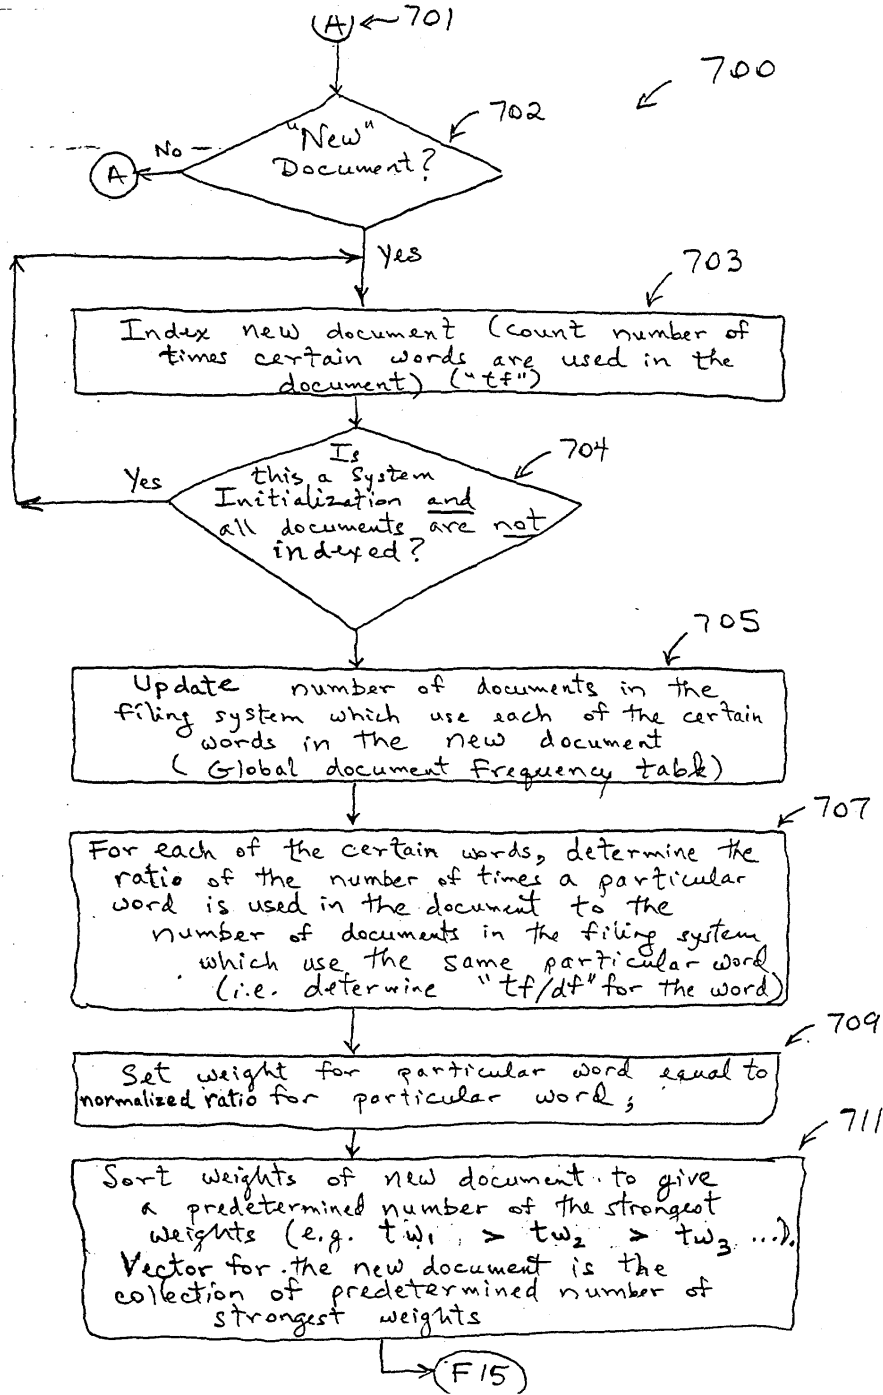 A 701
700
702
"New"
Document?
No
A
Yes
703
Index new document (count number of
times certain words are used in the
document) ("tf")
704
Is
this a System
Initialization and
all documents are not
indexed?
Yes
705
Update number of documents in the
filing system which use each of the certain
words in the new document
(Global document frequency table)
707
For each of the certain words, determine the
ratio of the number of times a particular
word is used in the document to the
number of documents in the filing system
which use the same particular word
(i.e. determine "tf/df" for the word)
709
Set weight for particular word equal to
normalized ratio for particular word;
711
Sort weights of new document to give
a predetermined number of the strongest
weights (e.g. tw1 > tw2 > tw3 ...).
Vector for the new document is the
collection of predetermined number of
strongest weights
F15